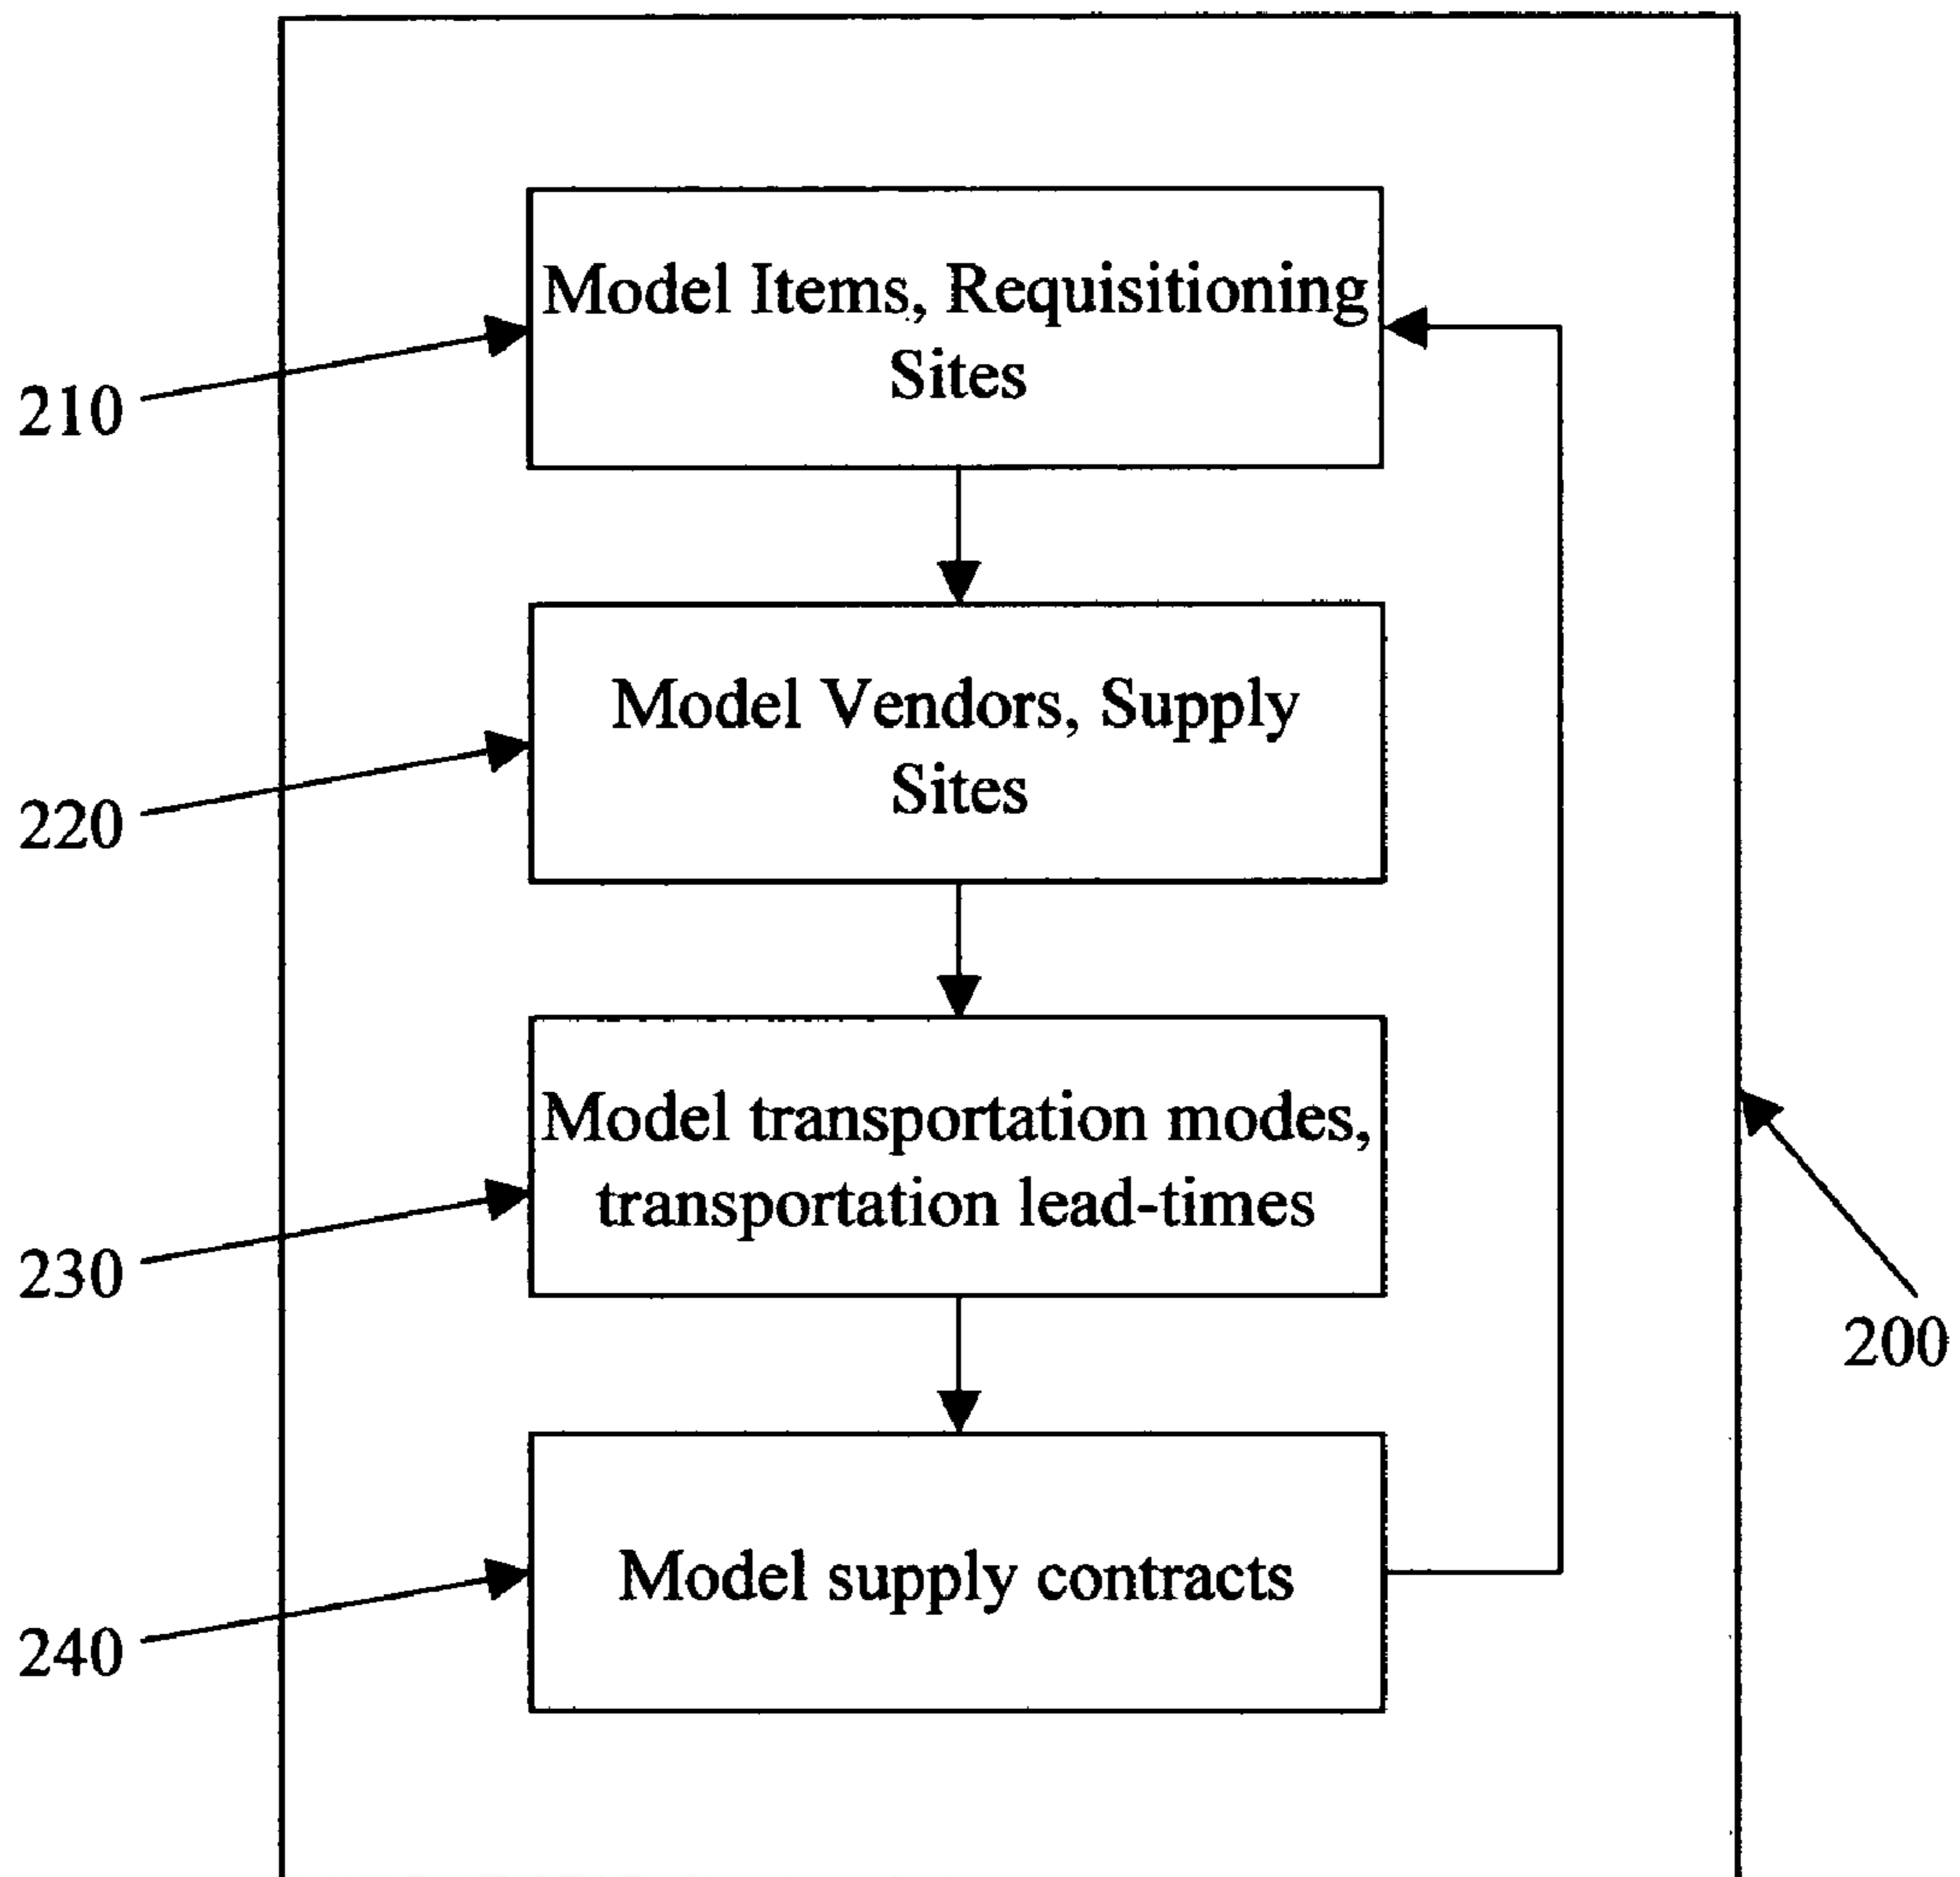 Model Items, Requisitioning
Sites
210
Model Vendors, Supply
Sites
220
Model transportation modes,
transportation lead-times
230
200
Model supply contracts
240